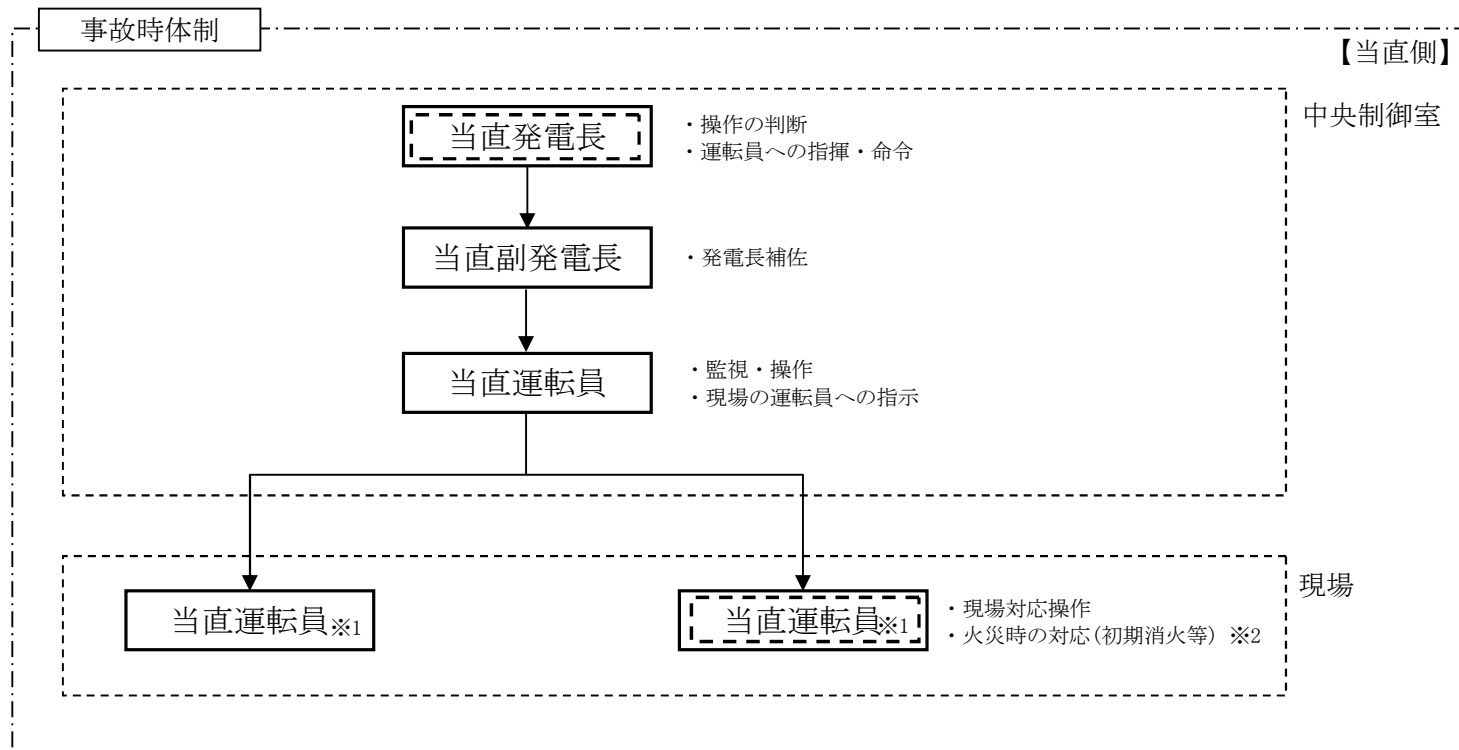 事故時体制
【当直側】
中央制御室
当直発電長
・操作の判断
・運転員への指揮・命令
当直副発電長
・発電長補佐
当直運転員
・監視・操作
・現場の運転員への指示
現場
当直運転員※1
当直運転員※1
・現場対応操作
・火災時の対応(初期消火等) ※2